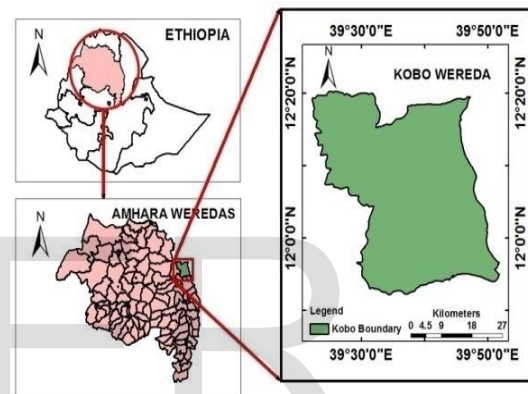 N
ETHIOPIA
N
AMHARA WEREDAS
39°30'0"E 39°50'0"E
N
KOBO WEREDA
12°20'0"N
12°20'0"N
12°0'0"N
12°0'0"N
Legend
Kobo Boundary
Kilometers
0 4.5 9 18 27
39°30'0"E 39°50'0"E